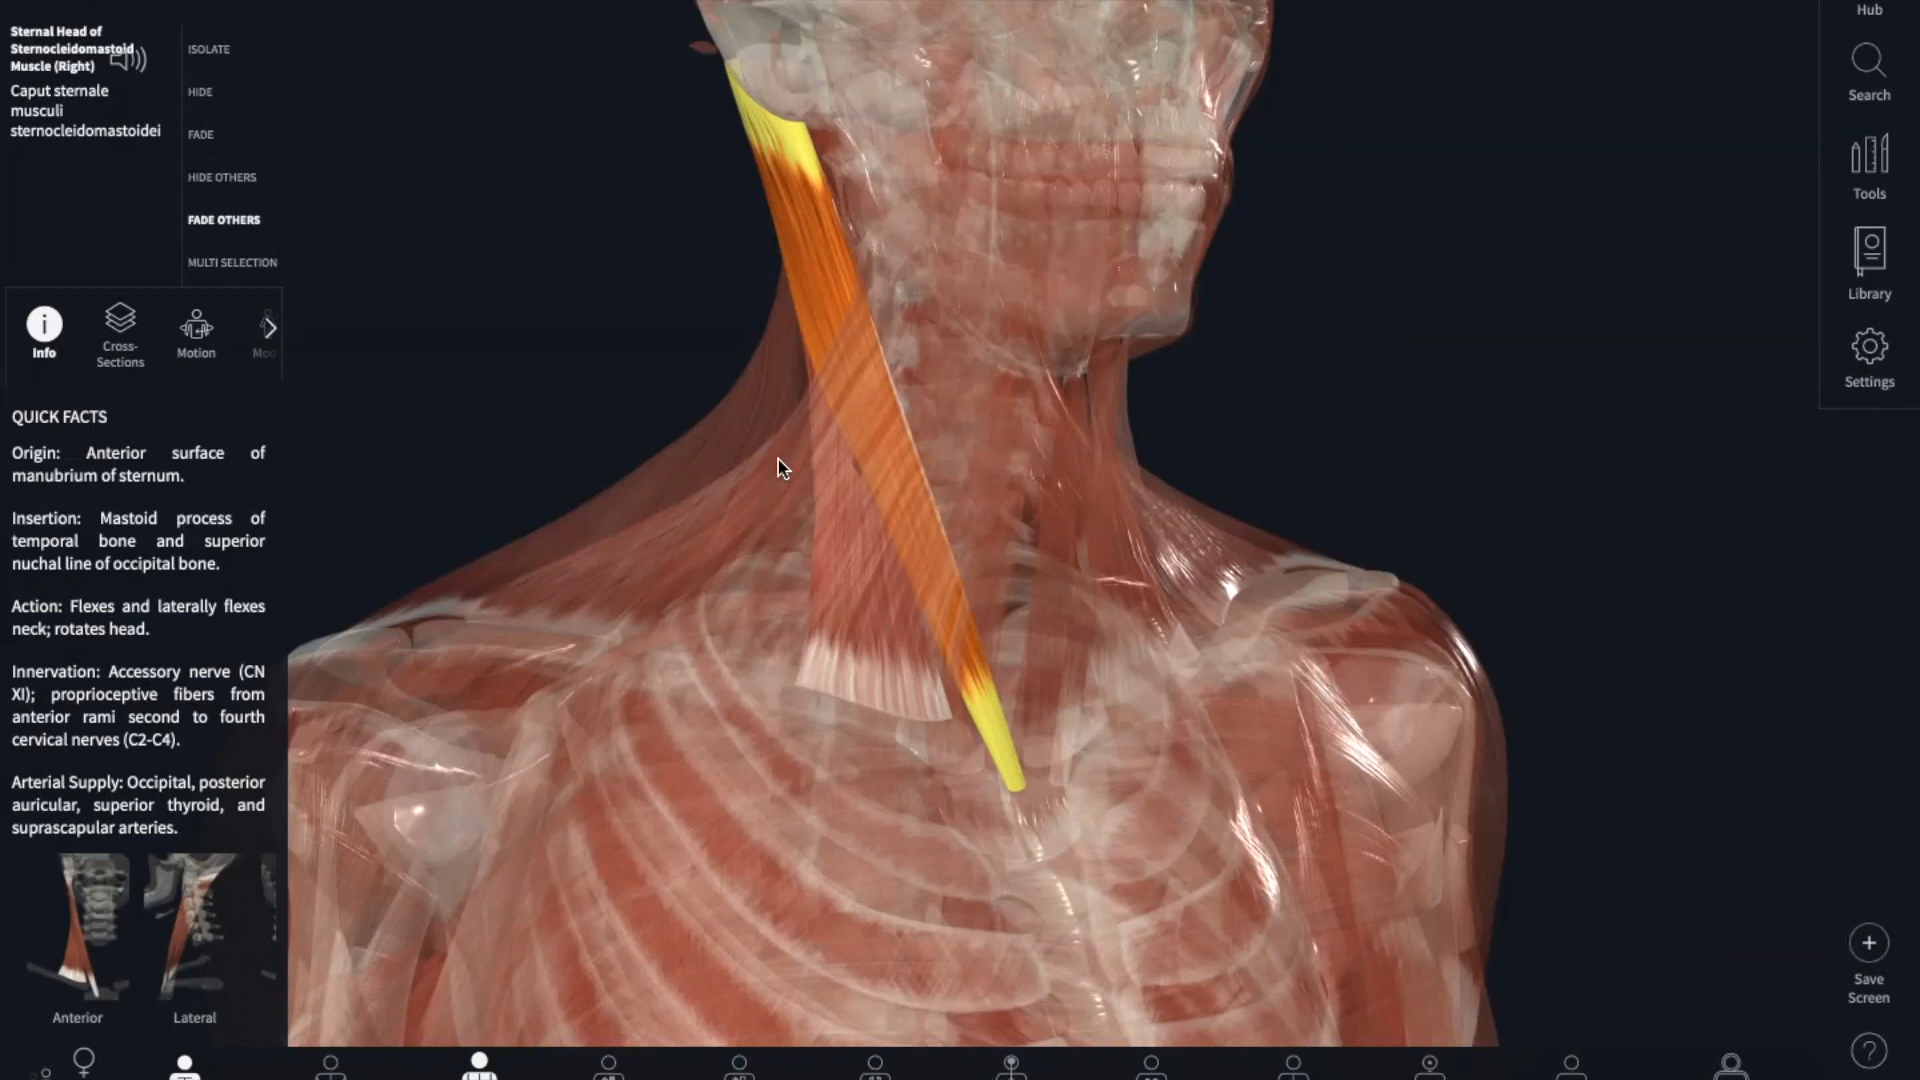 Sternal Head of
Sternocleidomastoid
Muscle (Right)
Caput sternale
musculi
sternocleidomastoidei
ISOLATE
HIDE
FADE
HIDE OTHERS
FADE OTHERS
MULTI SELECTION
Info
Cross-
Sections
Motion
QUICK FACTS
Origin: Anterior surface of
manubrium of sternum.
Insertion: Mastoid process of
temporal bone and superior
nuchal line of occipital bone.
Action: Flexes and laterally flexes
neck; rotates head.
Innervation: Accessory nerve (CN
XI); proprioceptive fibers from
anterior rami second to fourth
cervical nerves (C2-C4).
Arterial Supply: Occipital, posterior
auricular, superior thyroid, and
suprascapular arteries.
Anterior
Lateral
Hub
Search
Tools
Library
Settings
Save
Screen